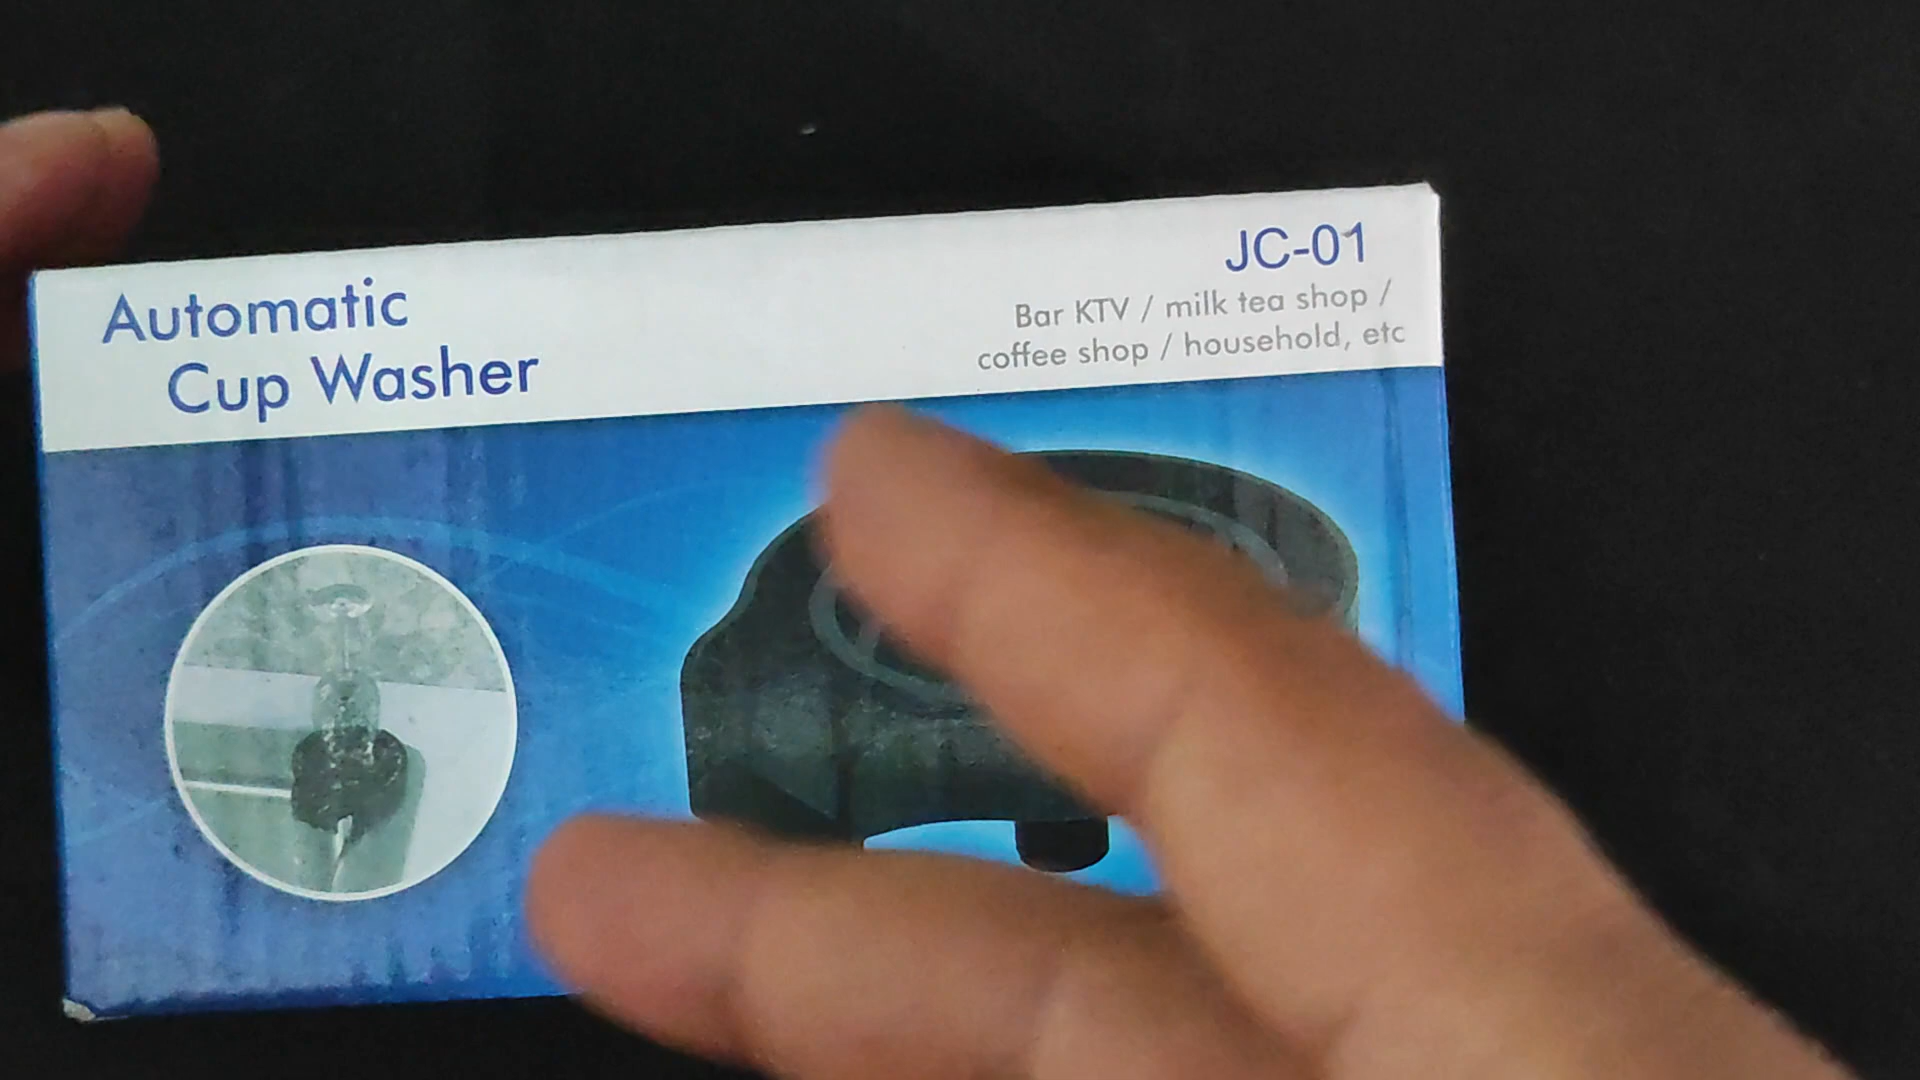 Automatic
Cup Washer
JC-01
Bar KTV / milk tea shop /
coffee shop / household, etc